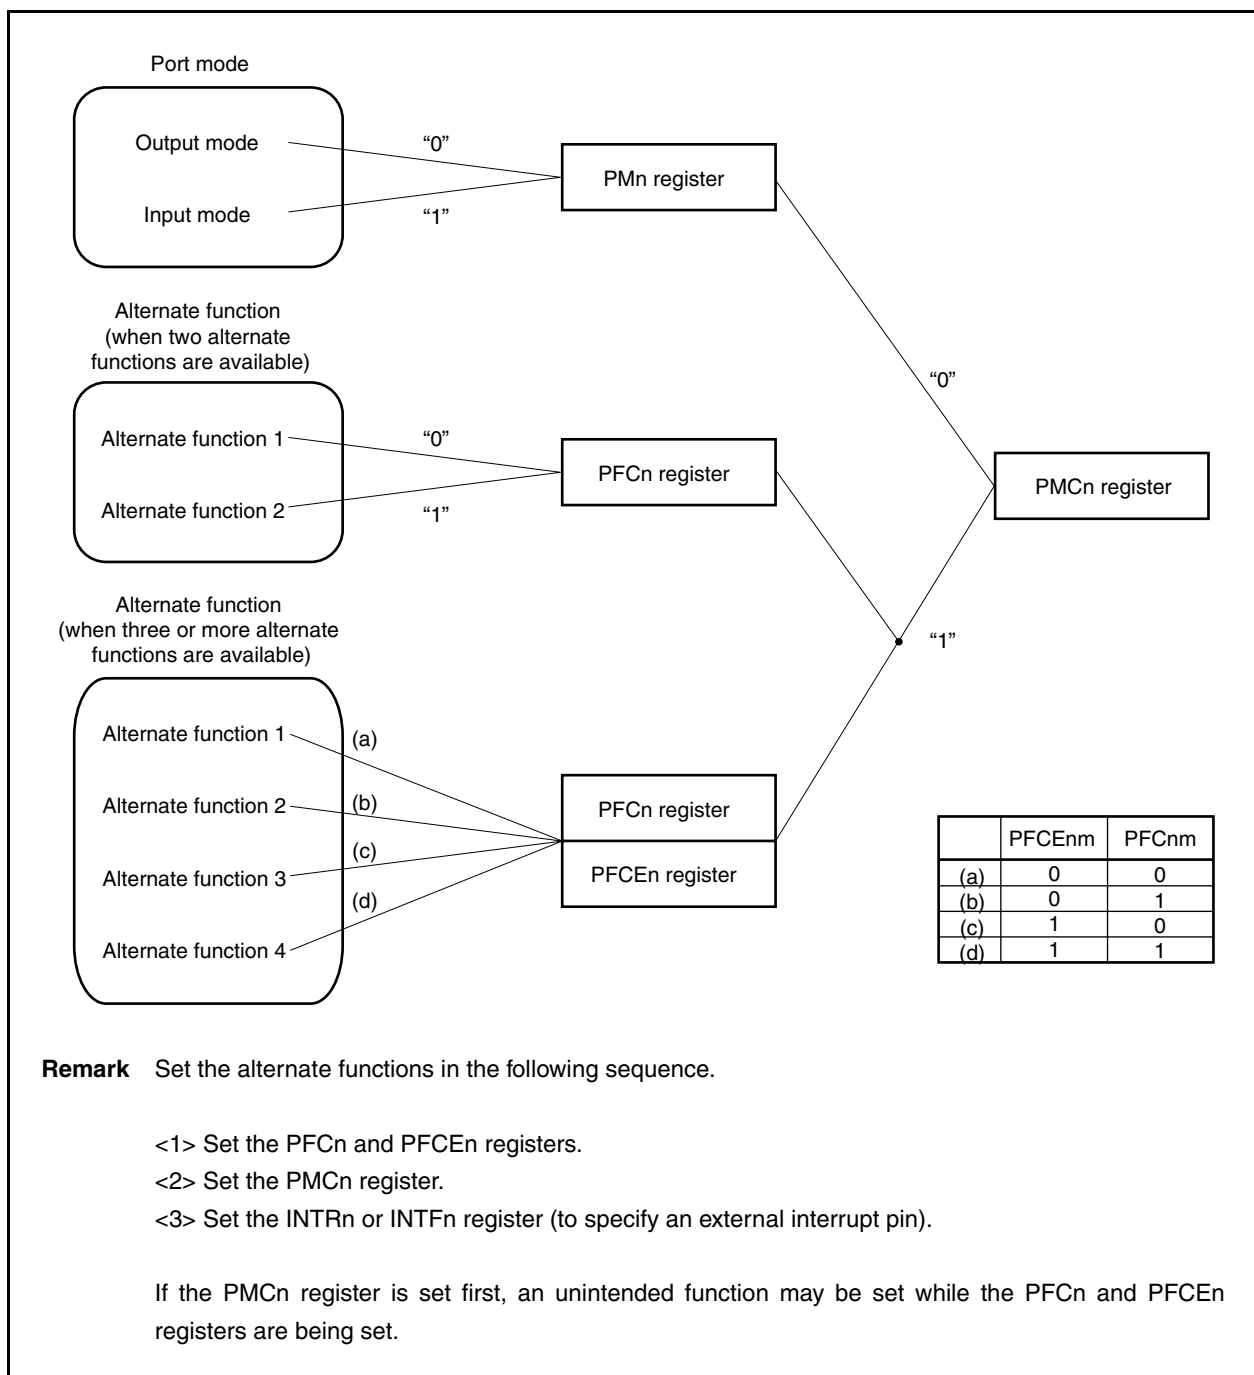 Port mode
Output mode
"0"
Input mode
"1"
PMn register
Alternate function
(when two alternate
functions are available)
Alternate function 1
"0"
Alternate function 2
"1"
PFCn register
"0"
PMCn register
Alternate function
(when three or more alternate
functions are available)
"1"
Alternate function 1
(a)
Alternate function 2
(b)
Alternate function 3
(c)
Alternate function 4
(d)
PFCn register
PFCEn register
PFCEnm PFCnm
(a) 0 0
(b) 0 1
(c) 1 0
(d) 1 1
Remark Set the alternate functions in the following sequence.
<1> Set the PFCn and PFCEn registers.
<2> Set the PMCn register.
<3> Set the INTRn or INTFn register (to specify an external interrupt pin).
If the PMCn register is set first, an unintended function may be set while the PFCn and PFCEn
registers are being set.